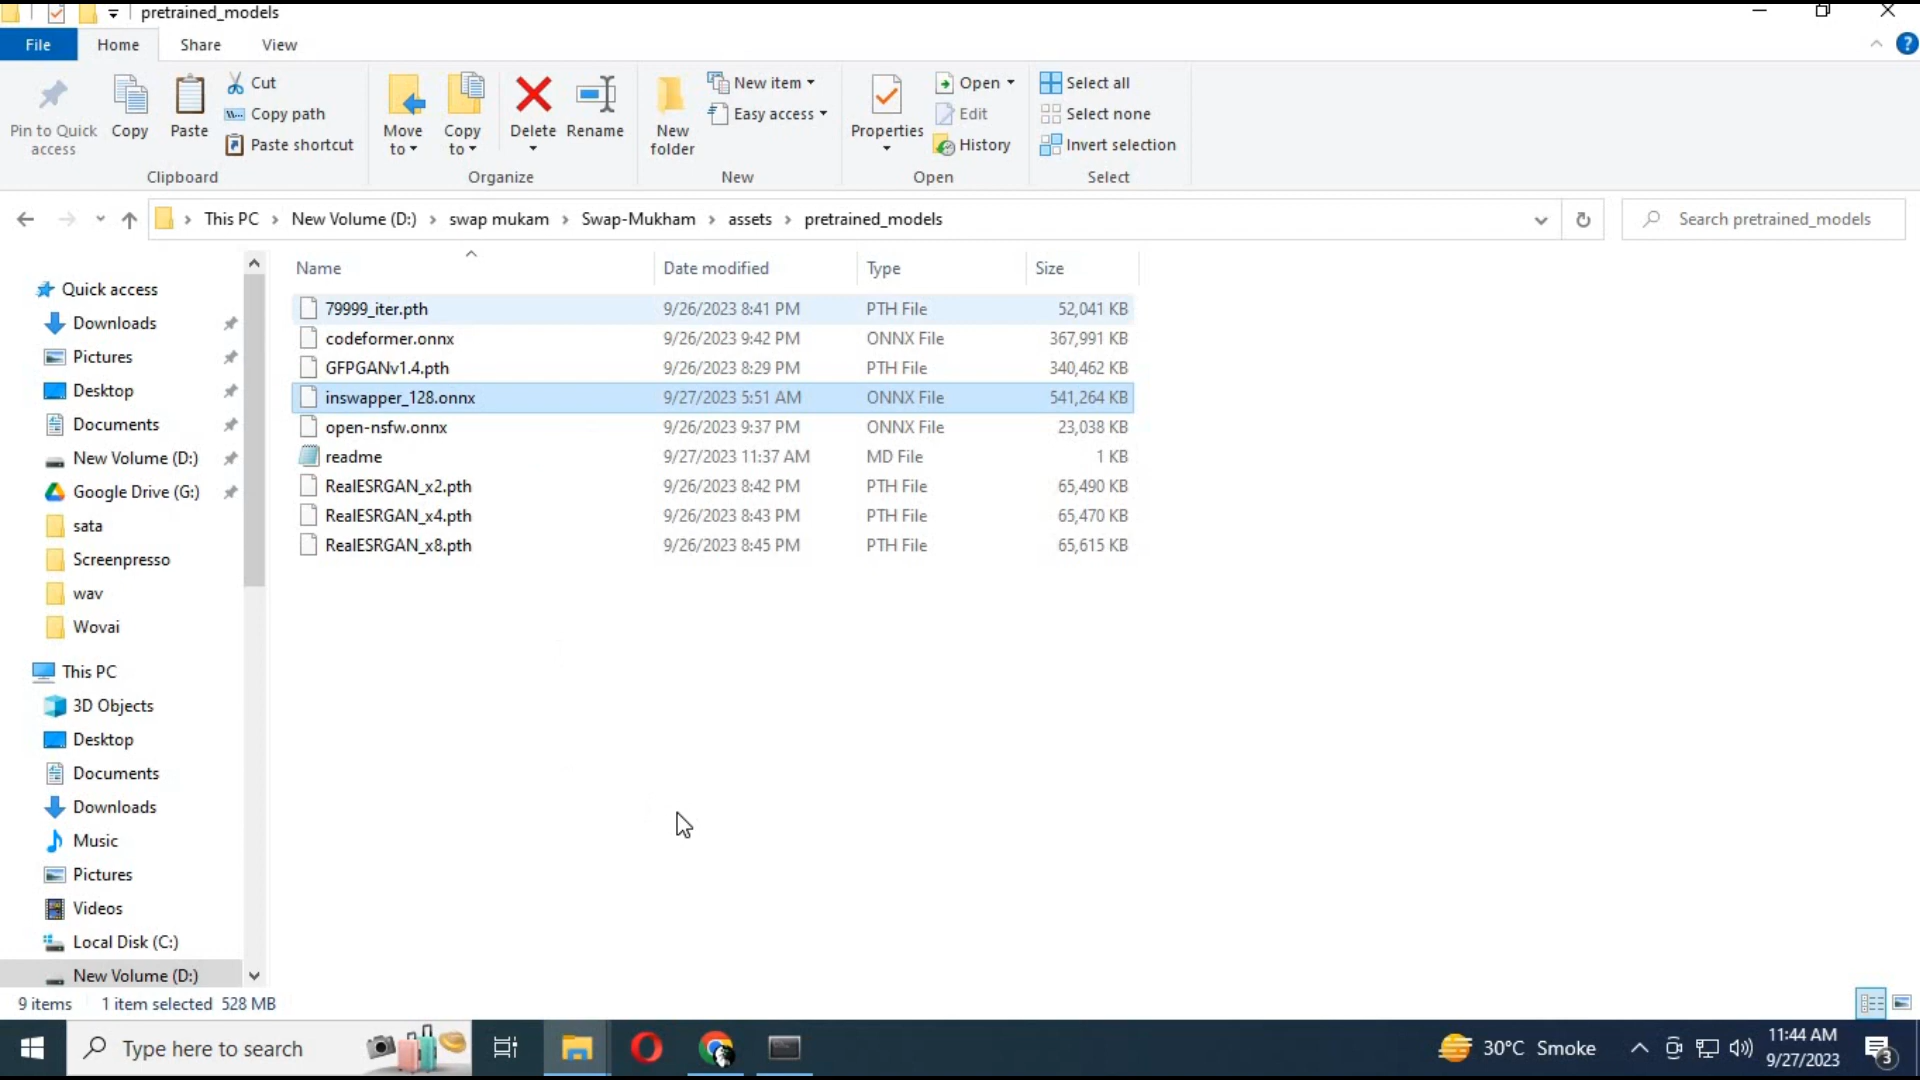 pretrained_models
File Home Share View
Pin to Quick access
Copy
Paste
Cut
Copy path
Paste shortcut
Clipboard
Move to
Copy to
Delete
Rename
Organize
New folder
New item
Easy access
New
Properties
Open
Edit
History
Open
Select all
Select none
Invert selection
Select
This PC > New Volume (D:) > swap mukam > Swap-Mukham > assets > pretrained_models
Search pretrained_models
Quick access
Downloads
Pictures
Desktop
Documents
New Volume (D:)
Google Drive (G:)
sata
Screenpresso
wav
Wovai
This PC
3D Objects
Desktop
Documents
Downloads
Music
Pictures
Videos
Local Disk (C:)
New Volume (D:)
Name Date modified Type Size
79999_iter.pth 9/26/2023 8:41 PM PTH File 52,041 KB
codeformer.onnx 9/26/2023 9:42 PM ONNX File 367,991 KB
GFPGANv1.4.pth 9/26/2023 8:29 PM PTH File 340,462 KB
inswapper_128.onnx 9/27/2023 5:51 AM ONNX File 541,264 KB
open-nsfw.onnx 9/26/2023 9:37 PM ONNX File 23,038 KB
readme 9/27/2023 11:37 AM MD File 1 KB
RealESRGAN_x2.pth 9/26/2023 8:42 PM PTH File 65,490 KB
RealESRGAN_x4.pth 9/26/2023 8:43 PM PTH File 65,470 KB
RealESRGAN_x8.pth 9/26/2023 8:45 PM PTH File 65,615 KB
9 items 1 item selected 528 MB
Type here to search
30°C Smoke
11:44 AM
9/27/2023
3